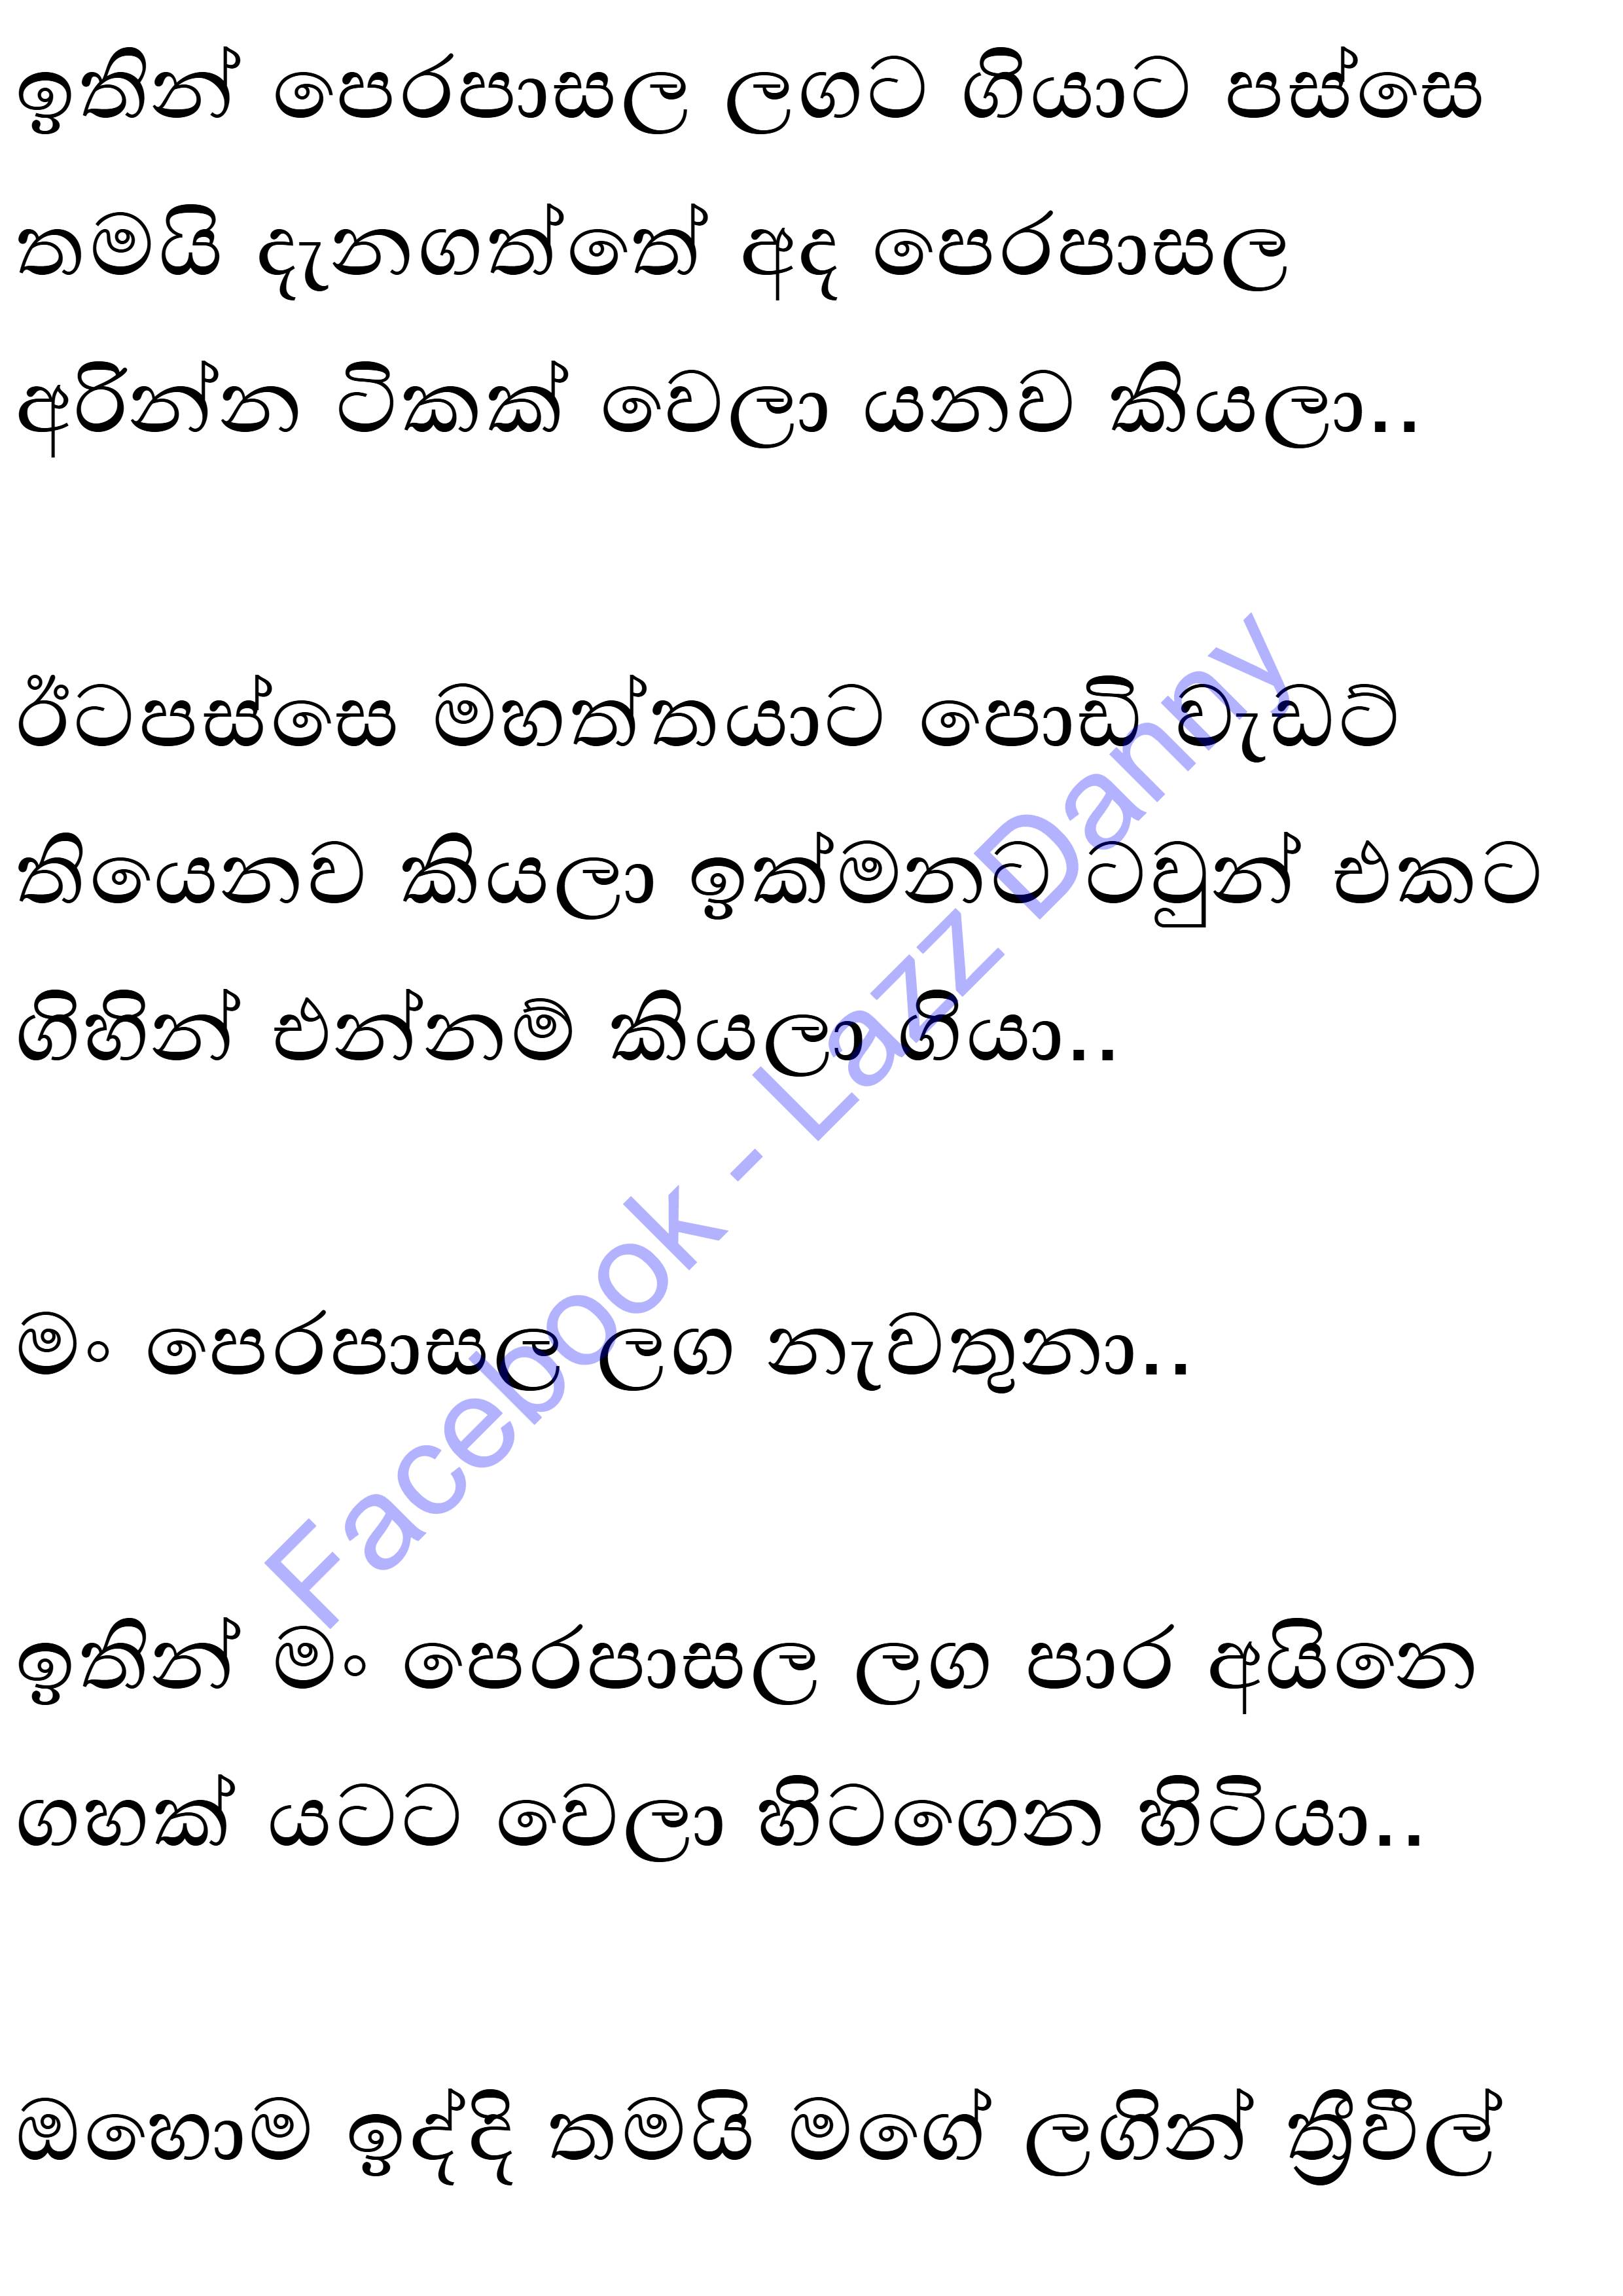 ඉතින් පෙරපාසල ලගට ගියාට පස්සෙ
තමයි දැනගත්තේ අද පෙරපාසල
අරින්න ටිකක් වෙලා යනව කියලා..
ඊටපස්සෙ මහත්තයාට පොඩි වැඩට්
තියෙනව කියලා ඉක්මනට ටවුන් එකට
ගිහින් එන්නම් කියලා ගියා..
මං පෙරපාසල ලග නැවතුනා..
ඉතින් මං පෙරපාසල ලග පාර අයිනෙ
ගහක් යටට වෙලා හිටගෙන හිටියා..
ඔහොම ඉද්දි තමයි මගේ ලගින් ත්‍රීවීල්
Facebook - Lazz Danny